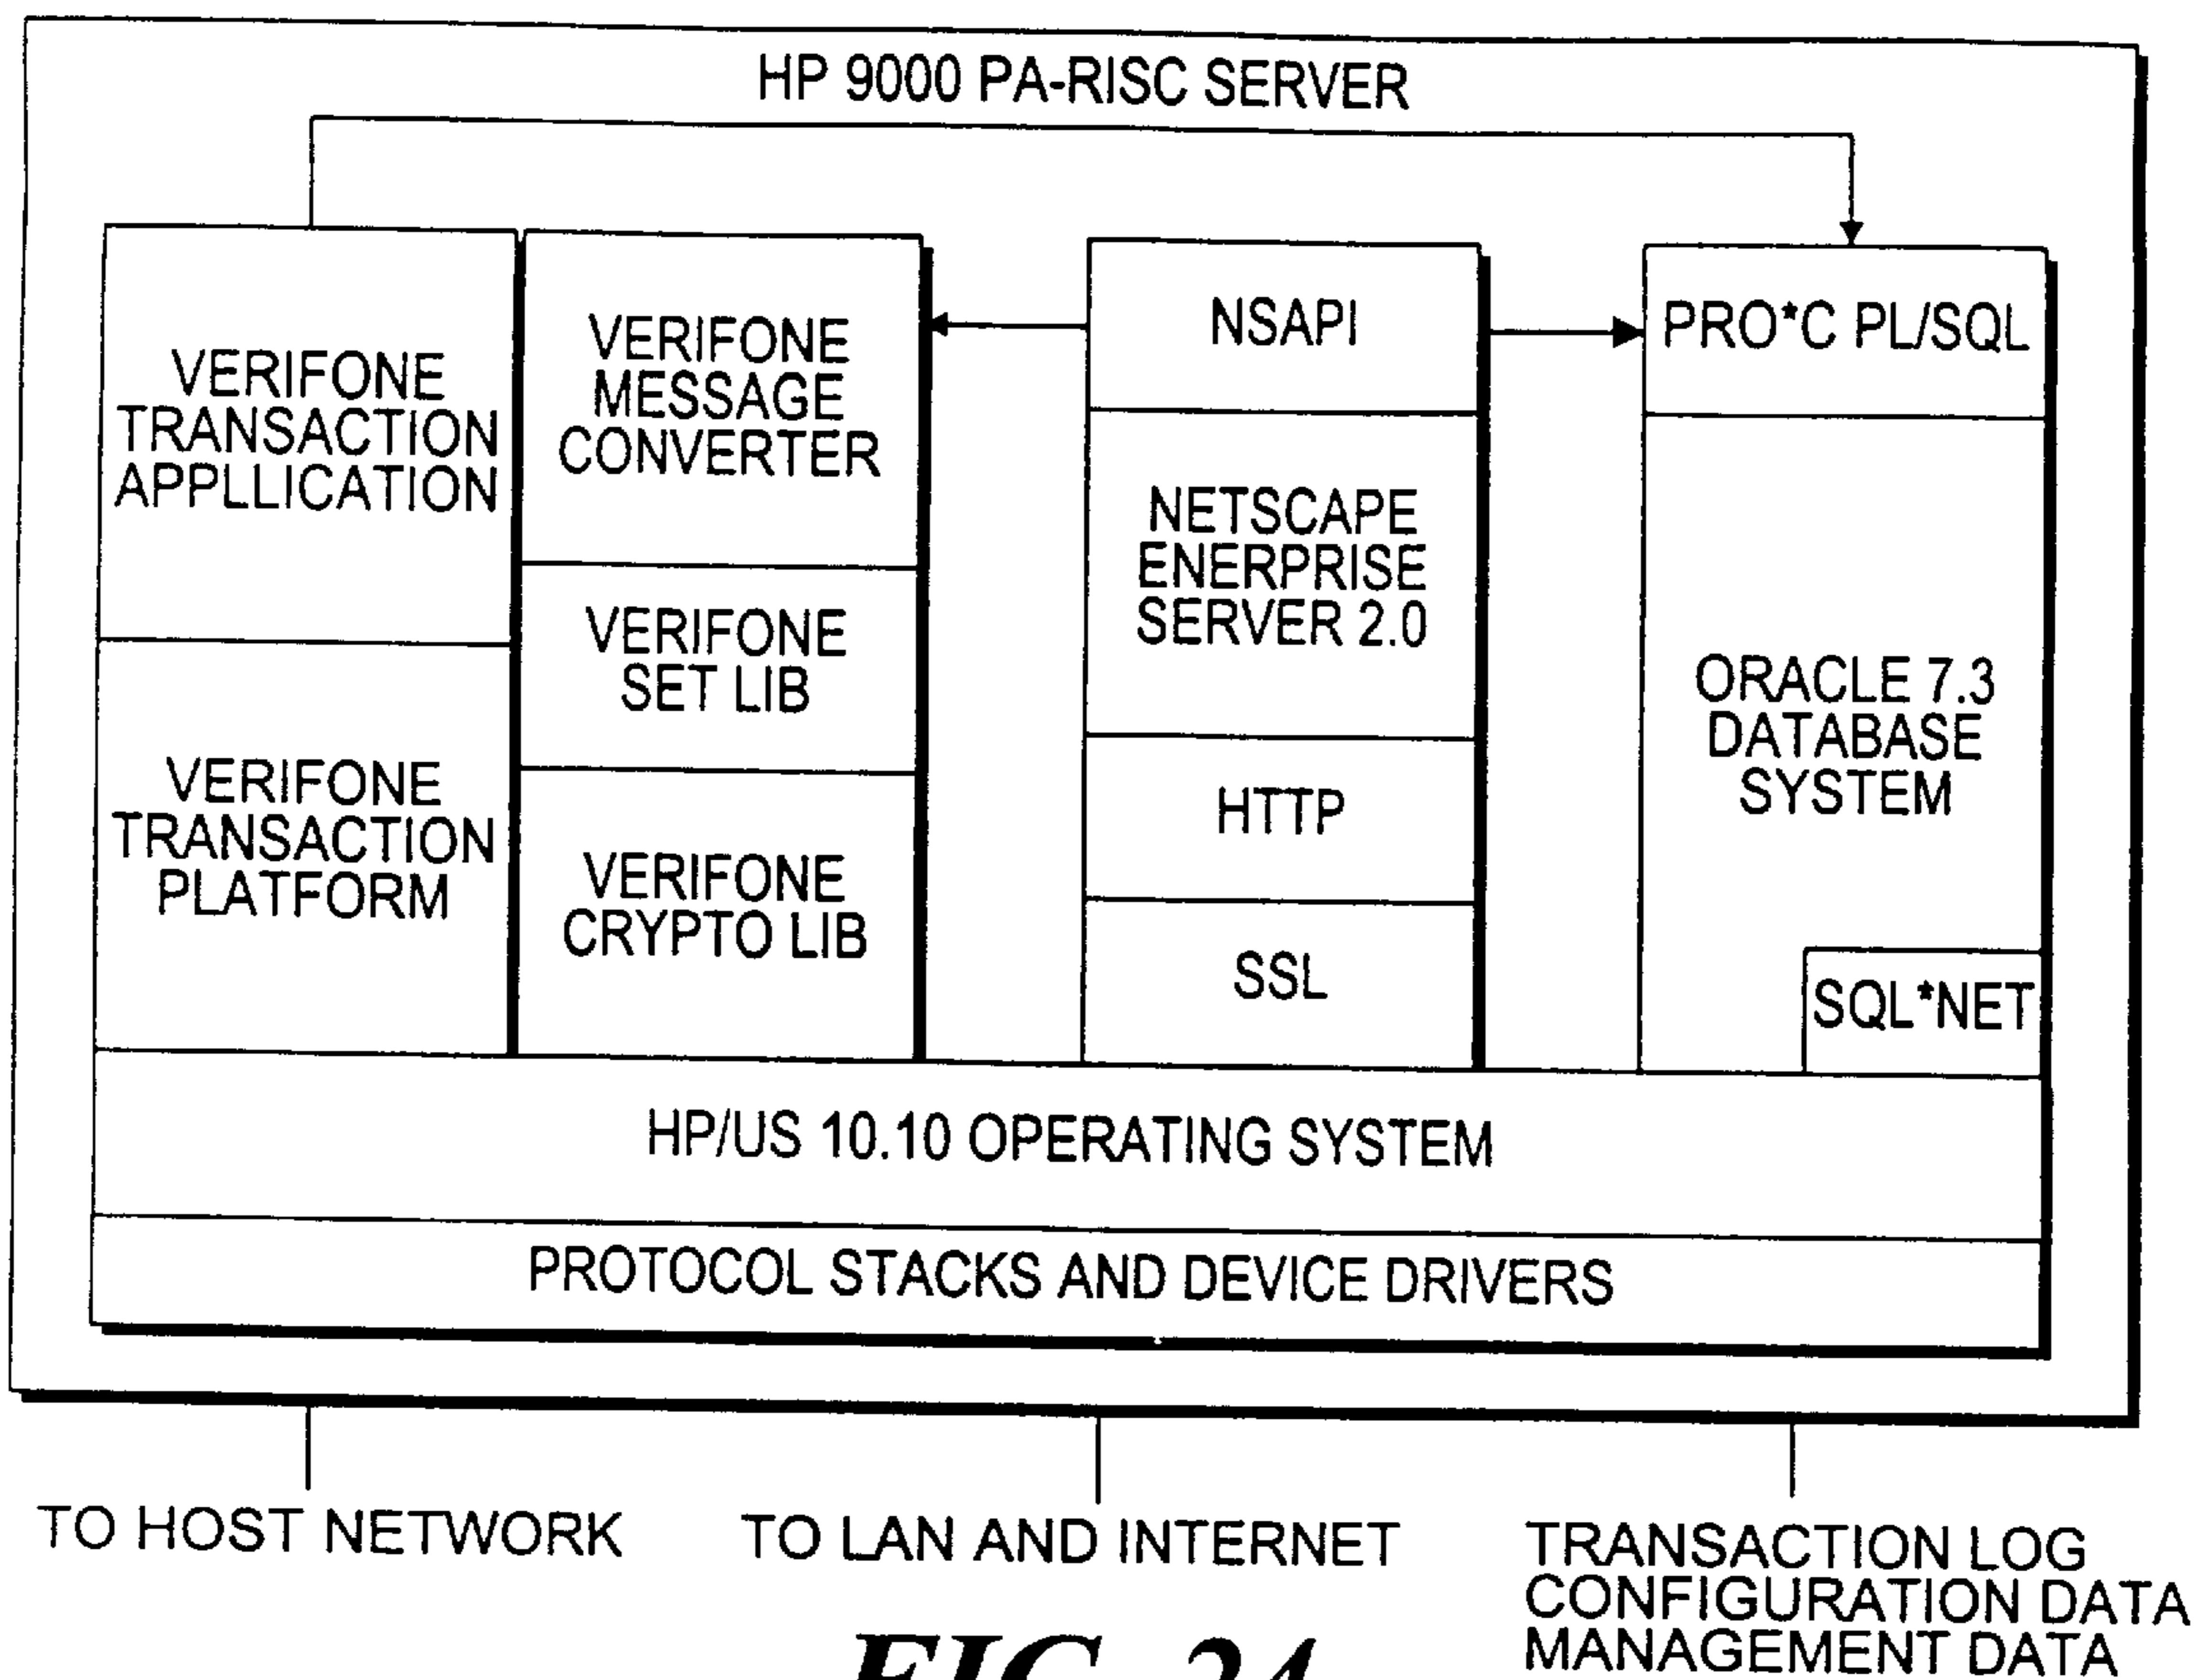 HP 9000 PA-RISC SERVER
VERIFONE
TRANSACTION
APPLLICATION
VERIFONE
TRANSACTION
PLATFORM
VERIFONE
MESSAGE
CONVERTER
VERIFONE
SET LIB
VERIFONE
CRYPTO LIB
NSAPI
NETSCAPE
ENERPRISE
SERVER 2.0
HTTP
SSL
PRO*C PL/SQL
ORACLE 7.3
DATABASE
SYSTEM
SQL*NET
HP/US 10.10 OPERATING SYSTEM
PROTOCOL STACKS AND DEVICE DRIVERS
TO HOST NETWORK
TO LAN AND INTERNET
TRANSACTION LOG
CONFIGURATION DATA
MANAGEMENT DATA
FIG. 24